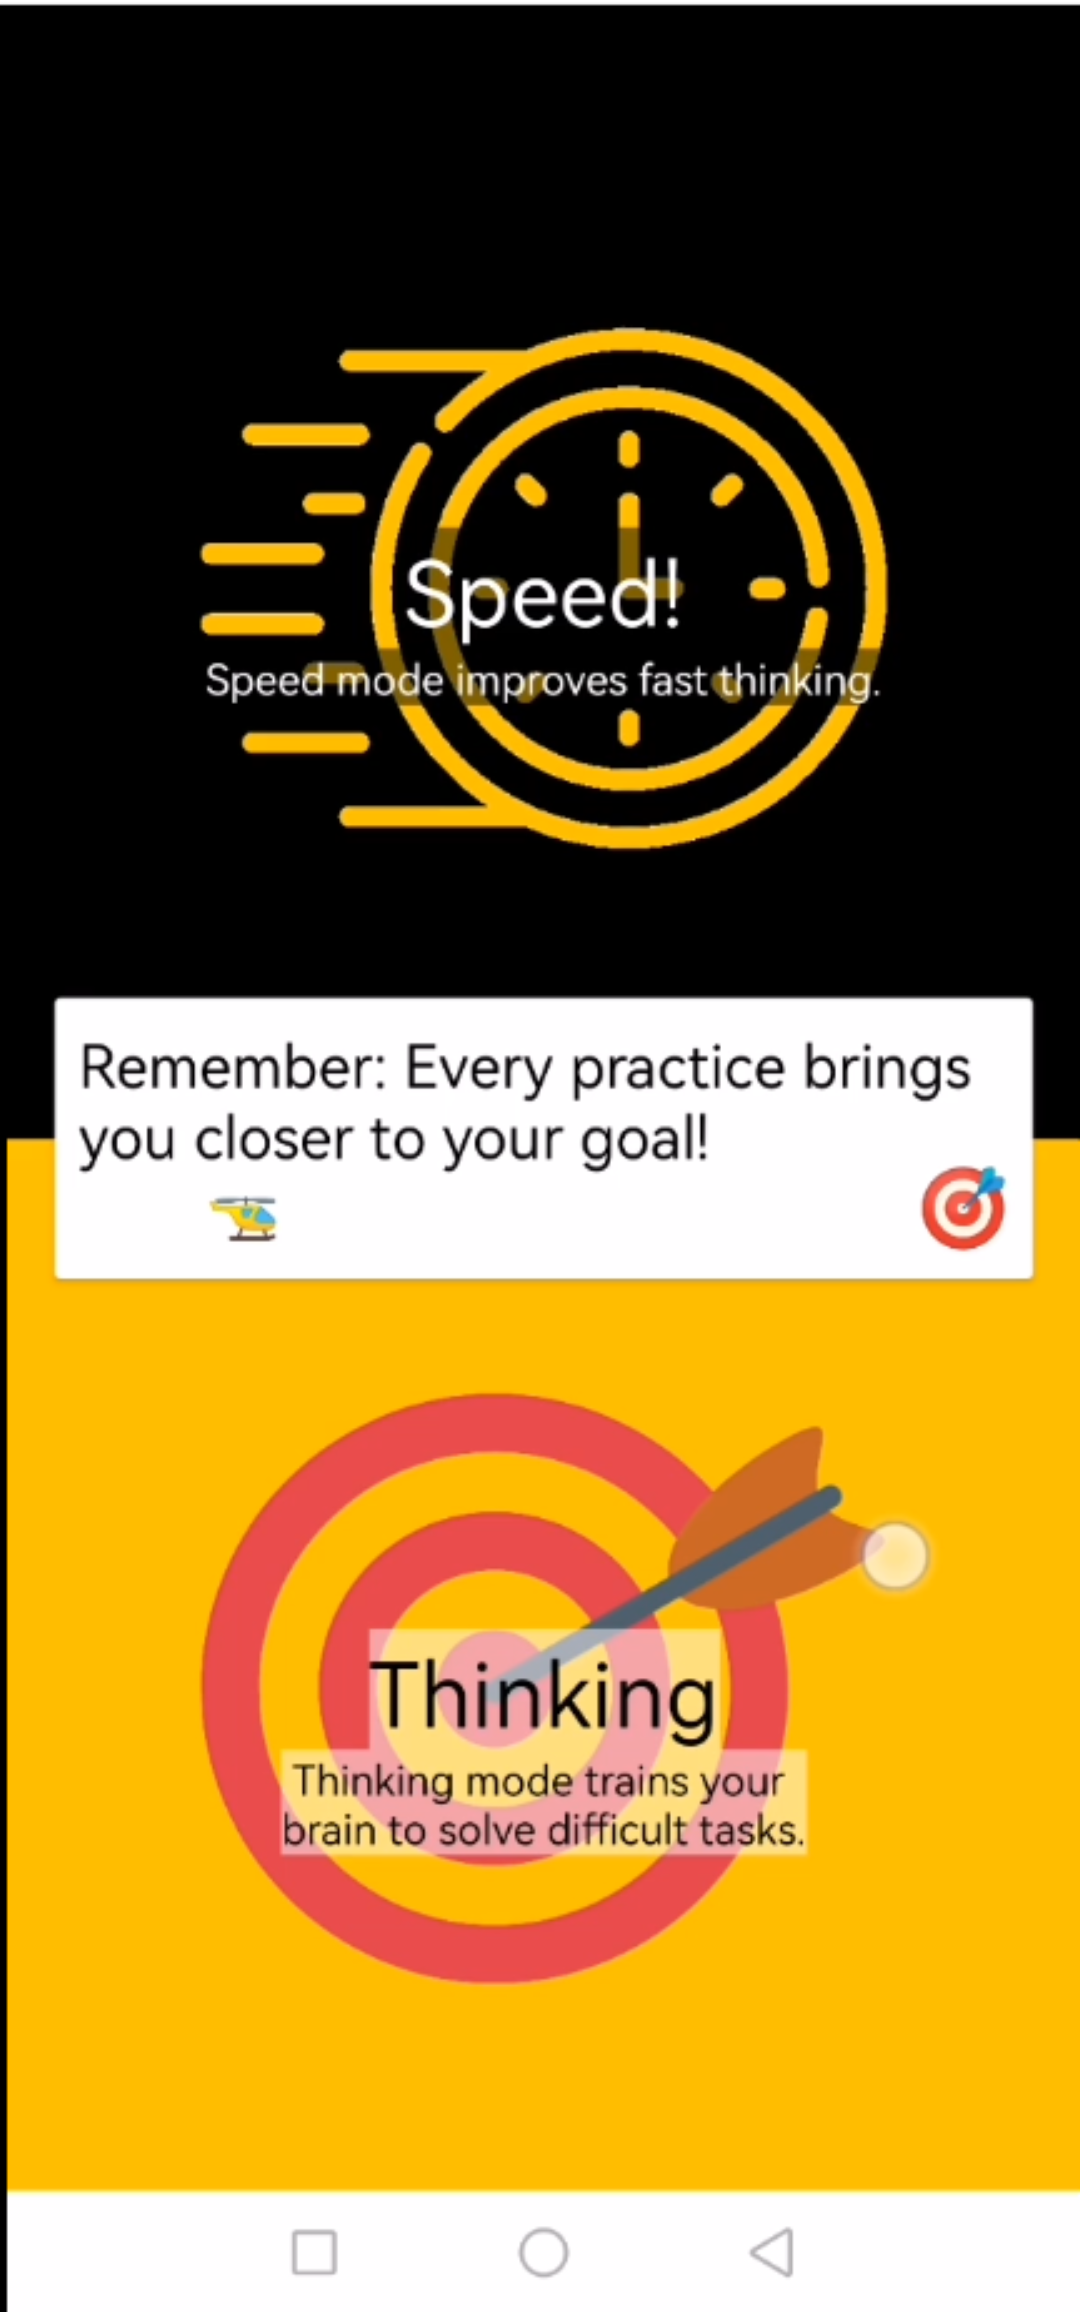 Speed!
Speed mode improves fast thinking.
Remember: Every practice brings
you closer to your goal!
Thinking
Thinking mode trains your
brain to solve difficult tasks.